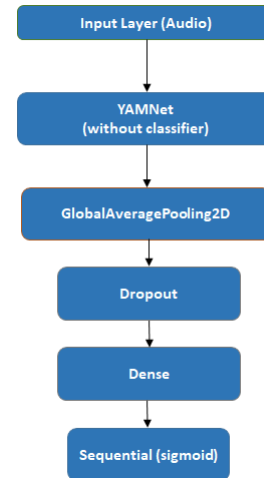 Input Layer (Audio)
YAMNet
(without classifier)
GlobalAveragePooling2D
Dropout
Dense
Sequential (sigmoid)